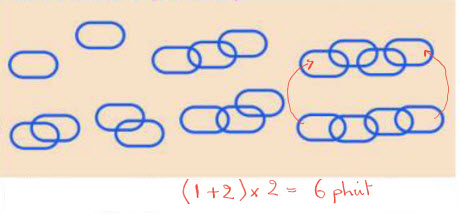 (1+2)×2 = 6 phút